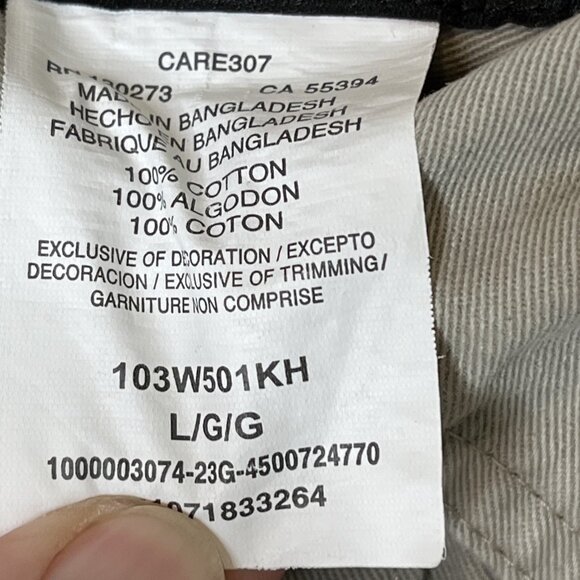 CARE307
CA 55394
HECHO EN BANGLADESH
FABRIQUE AU BANGLADESH
100% COTTON
100% ALGODON
100% COTON
EXCLUSIVE OF DECORATION / EXCEPTO
DECORACION / EXCLUSIVE OF TRIMMING /
GARNITURE NON COMPRISE
103W501KH
L/G/G
1000003074-23G-4500724770
971833264